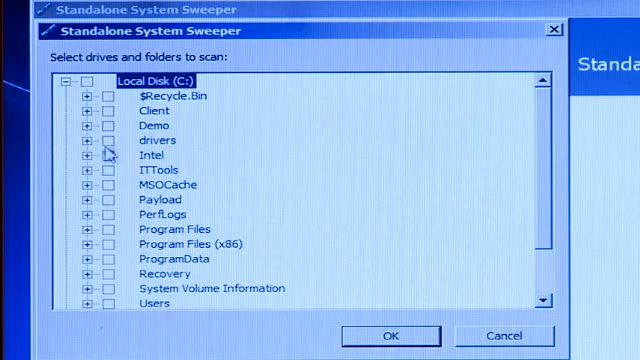 Standalone System Sweeper
Standalone System Sweeper
Select drives and folders to scan:
Standa
Local Disk (C:)
$Recycle.Bin
Client
Demo
drivers
Intel
ITTools
MSOCache
Payload
PerfLogs
Program Files
Program Files (x86)
ProgramData
Recovery
System Volume Information
Users
OK
Cancel